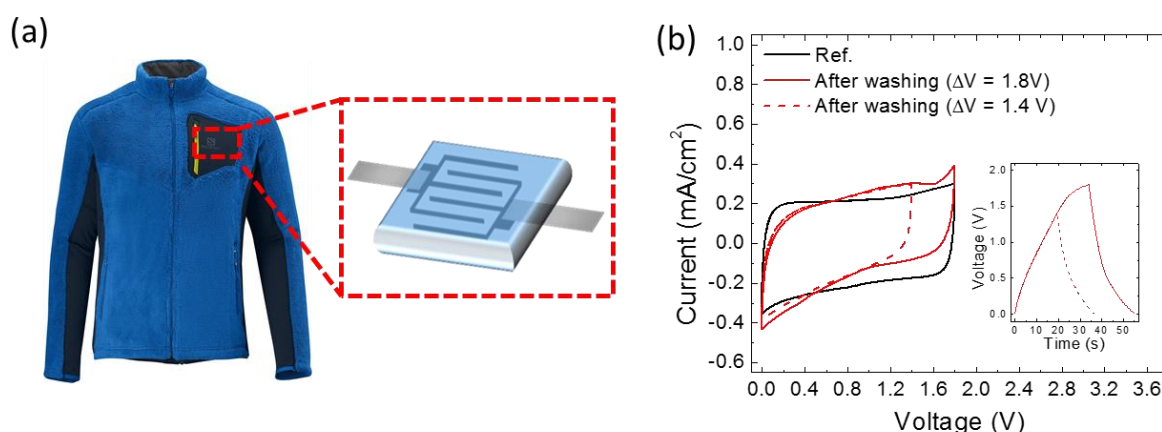 (a)
(b)
Ref.
After washing (ΔV = 1.8V)
After washing (ΔV = 1.4 V)
1.0
0.8
0.6
0.4
0.2
0.0
-0.2
-0.4
-0.6
Current (mA/cm²)
0.0 0.4 0.8 1.2 1.6 2.0 2.4 2.8 3.2 3.6
Voltage (V)
2.0
1.5
1.0
0.5
0.0
Voltage (V)
0 10 20 30 40 50
Time (s)